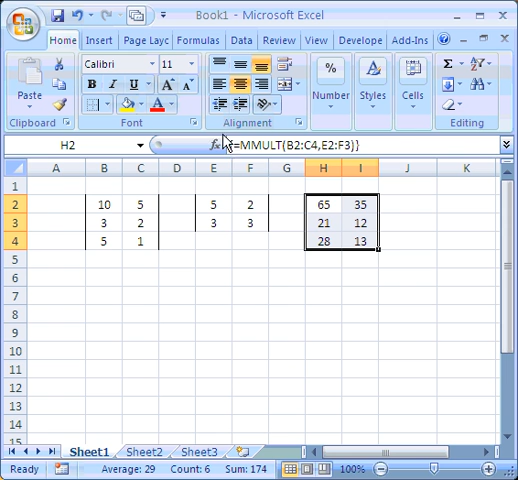 Book1 - Microsoft Excel
Home Insert Page Layc Formulas Data Review View Develope Add-Ins
Calibri 11
Paste
B I U A A
Number Styles Cells
Σ
Clipboard Font Alignment Editing
H2 fx {=MMULT(B2:C4,E2:F3)}
A B C D E F G H I J K
1
2 10 5 5 2 65 35
3 3 2 3 3 21 12
4 5 1 28 13
5
6
7
8
9
10
11
12
13
14
15
Sheet1 Sheet2 Sheet3
Ready Average: 29 Count: 6 Sum: 174 100%